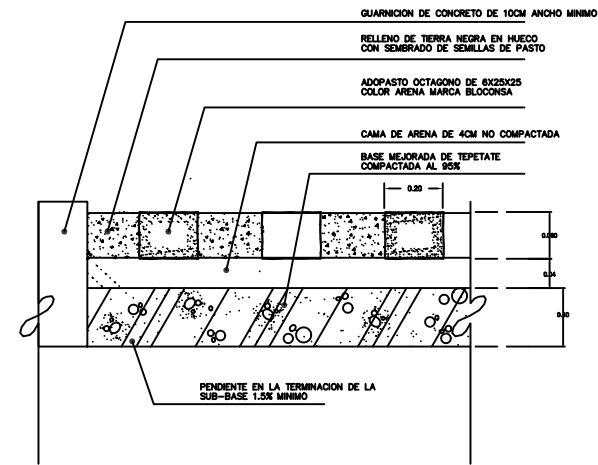 GUARNICION DE CONCRETO DE 10CM ANCHO MINIMO
RELLENO DE TIERRA NEGRA EN HUECO
CON SEMBRADO DE SEMILLAS DE PASTO
ADOPASTO OCTAGONO DE 6X25X25
COLOR ARENA MARCA BLOCONSA
CAMA DE ARENA DE 4CM NO COMPACTADA
BASE MEJORADA DE TEPETATE
COMPACTADA AL 95%
0.20
0.04
PENDIENTE EN LA TERMINACION DE LA
SUB-BASE 1.5% MINIMO